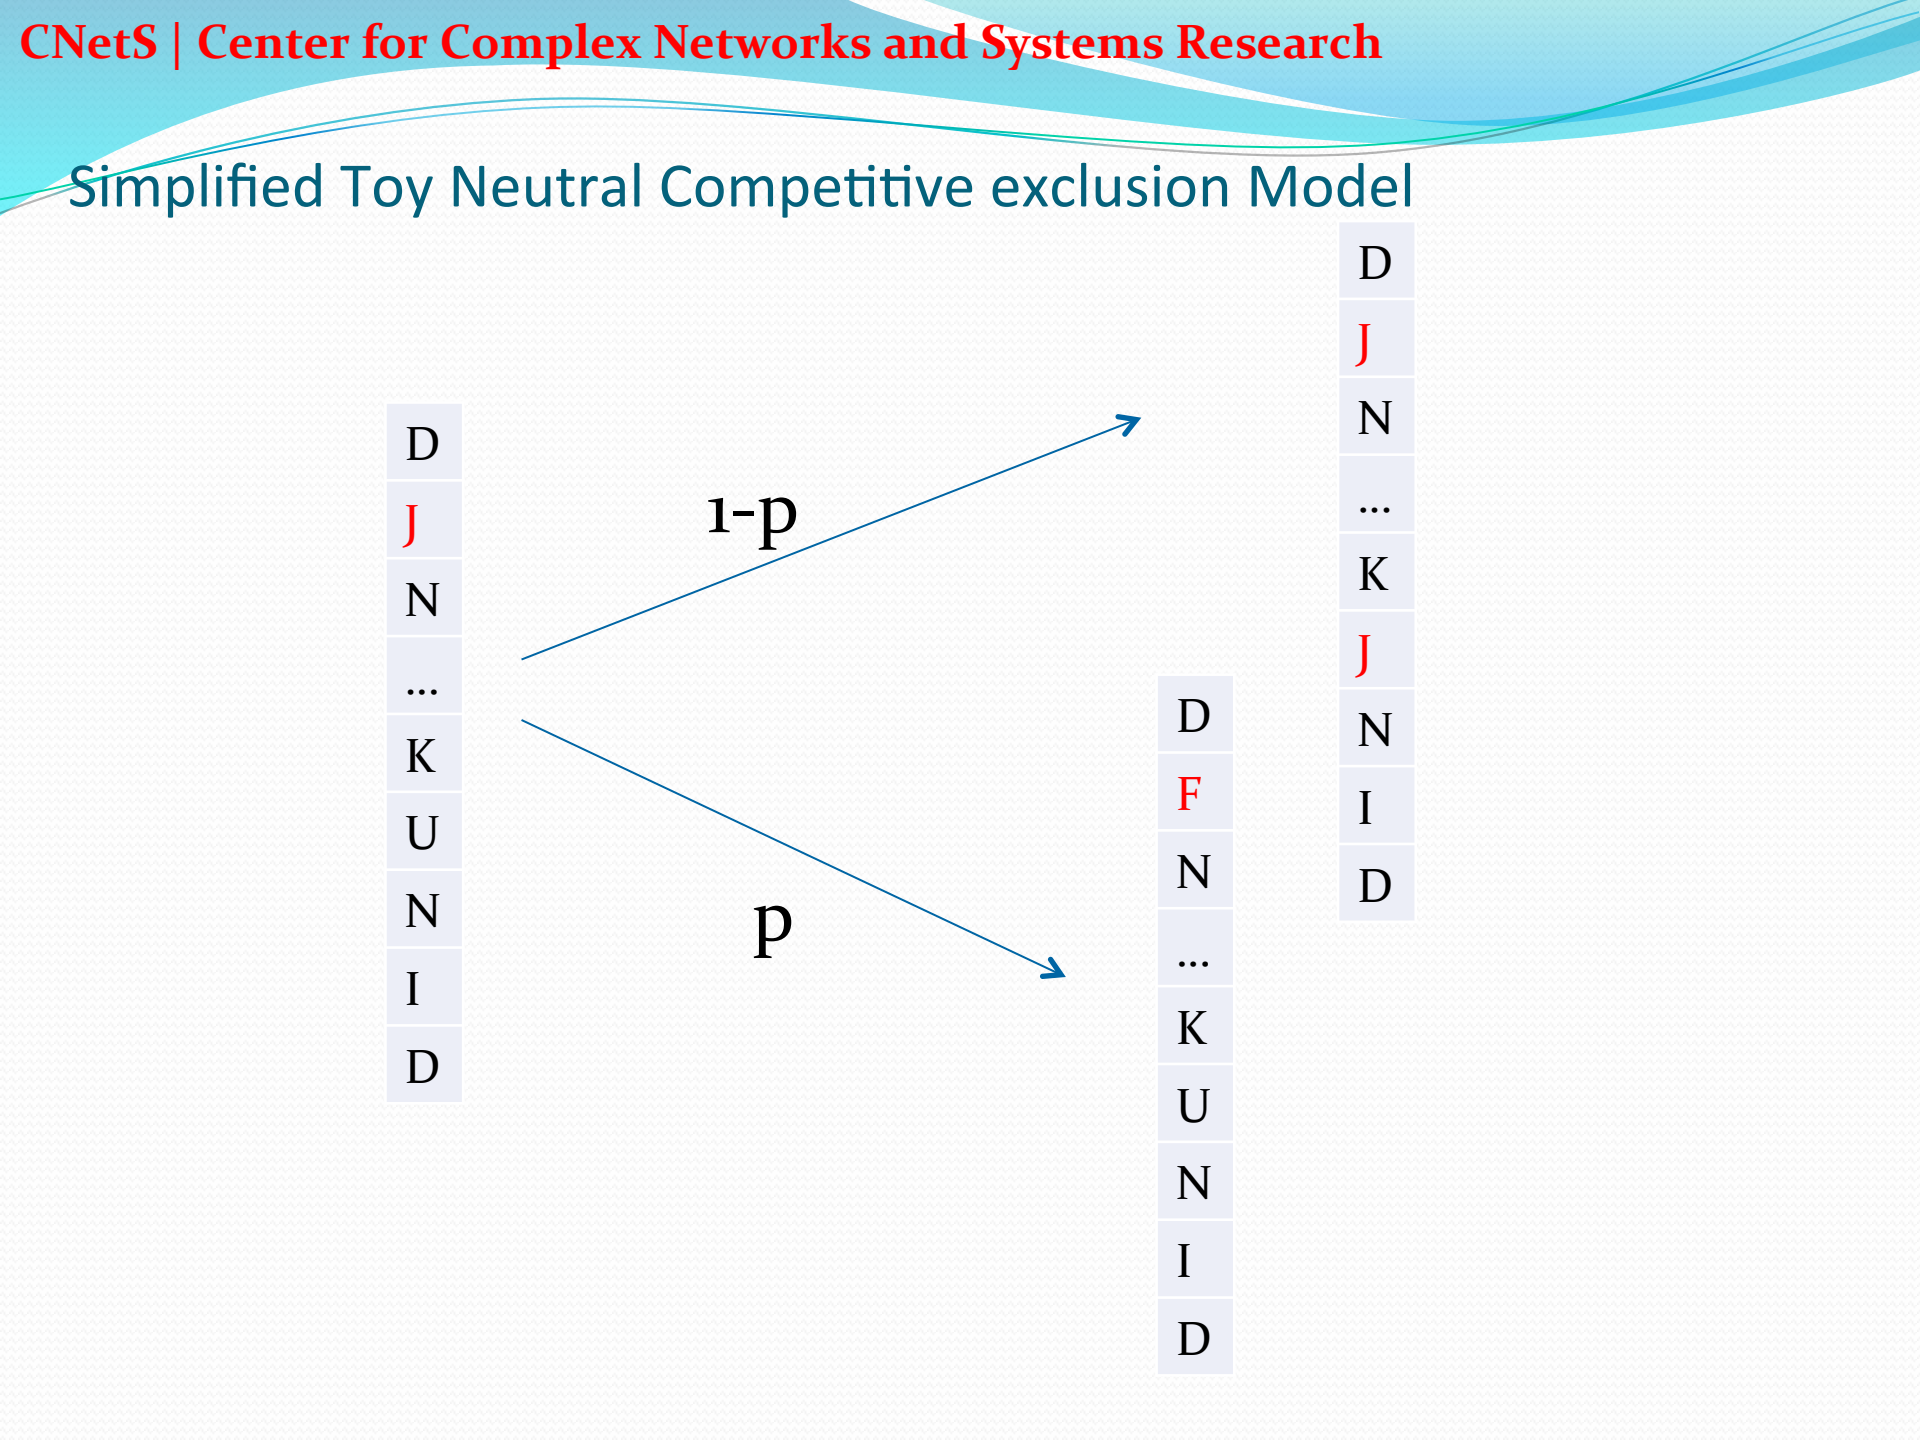 CNetS | Center for Complex Networks and Systems Research
Simplified Toy Neutral Competitive exclusion Model
D
J
N
...
K
U
N
I
D
1-p
p
D
J
N
...
K
J
N
I
D
D
F
N
...
K
U
N
I
D